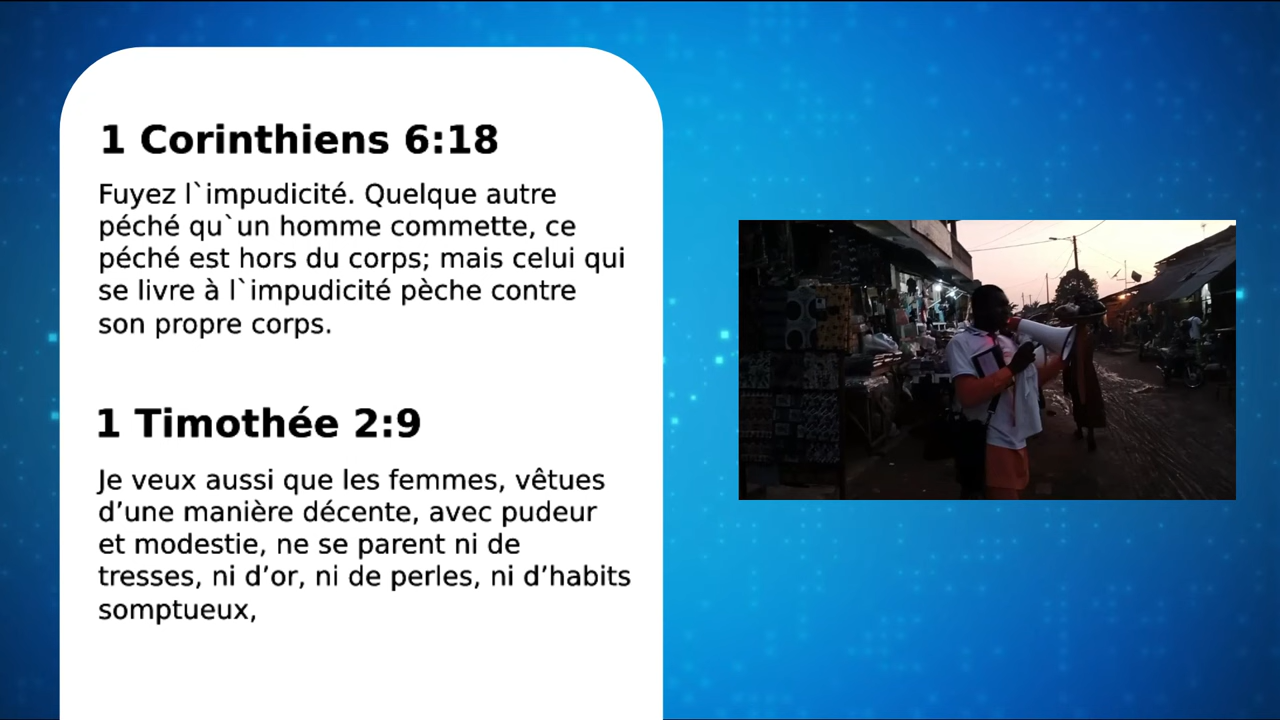 1 Corinthiens 6:18
Fuyez l`impudicité. Quelque autre
péché qu`un homme commette, ce
péché est hors du corps; mais celui qui
se livre à l`impudicité pèche contre
son propre corps.
1 Timothée 2:9
Je veux aussi que les femmes, vêtues
d’une manière décente, avec pudeur
et modestie, ne se parent ni de
tresses, ni d’or, ni de perles, ni d’habits
somptueux,